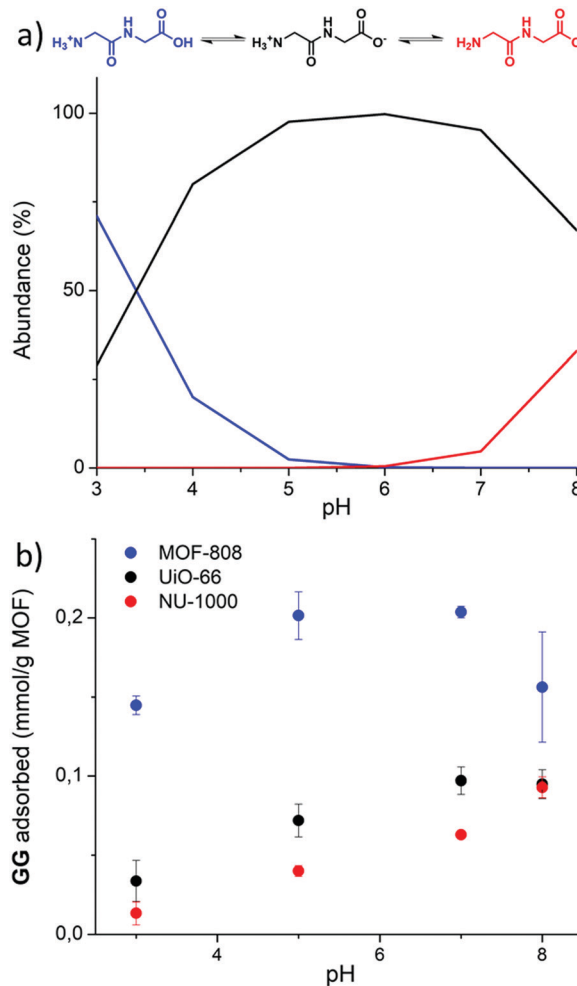 a)
H₃⁺N N H O O OH
H₃⁺N N H O O O⁻
H₂N N H O O O
100
50
0
Abundance (%)
3 4 5 6 7 8
pH
b)
MOF-808
UiO-66
NU-1000
0,2
0,1
0,0
GG adsorbed (mmol/g MOF)
4 6 8
pH